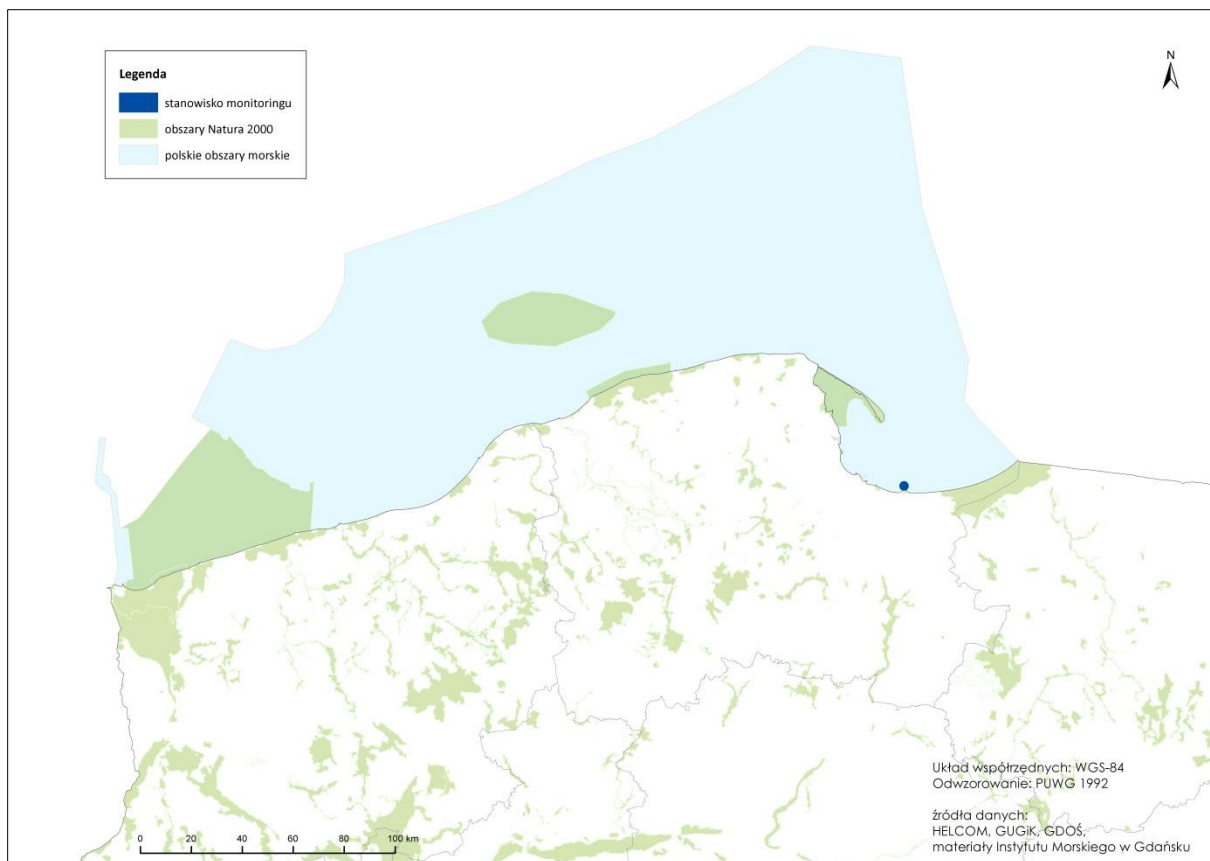 Legenda
stanowisko monitoringu
obszary Natura 2000
polskie obszary morskie
N
Układ współrzędnych: WGS-84
Odwzorowanie: PUWG 1992
źródła danych:
HELCOM, GUGiK, GDOŚ,
materiały Instytutu Morskiego w Gdańsku
0 20 40 60 80 100 km